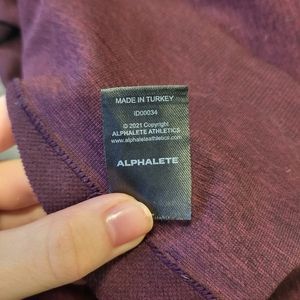 MADE IN TURKEY
ID00034
© 2021 Copyright
ALPHALETE ATHLETICS
www.alphaleteathletics.com
ALPHALETE